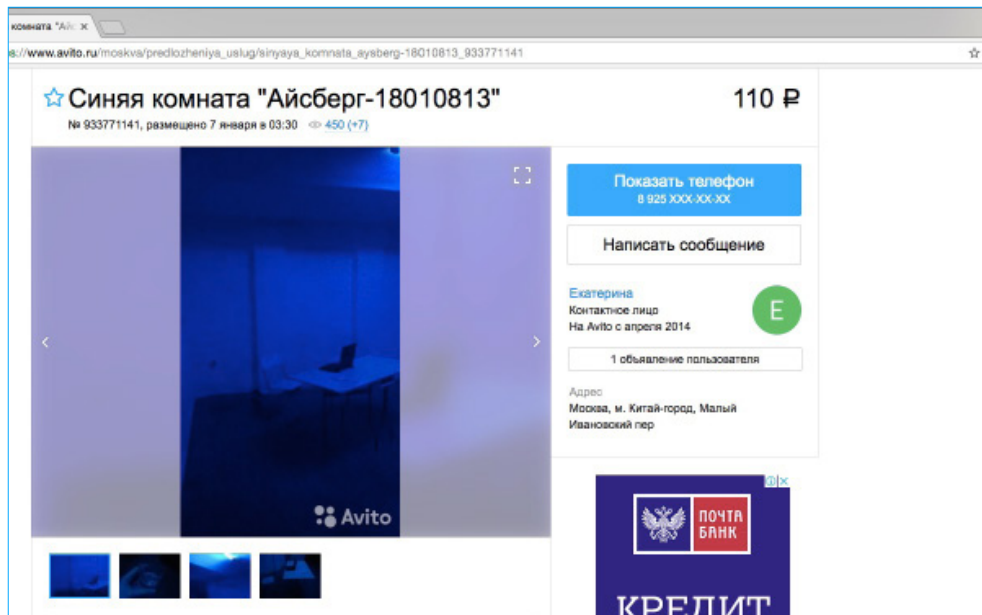 комната "Айс
s://www.avito.ru/moskva/predlozheniya_uslug/sinyaya_komnata_aysberg-18010813_933771141
Синяя комната "Айсберг-18010813"
110 ₽
№ 933771141, размещено 7 января в 03:30 450 (+7)
Показать телефон
8 925 XXX-XX-XX
Написать сообщение
Екатерина
Контактное лицо
На Avito с апреля 2014
E
1 объявление пользователя
Адрес
Москва, м. Китай-город, Малый
Ивановский пер
Avito
ПОЧТА
БАНК
КРЕДИТ